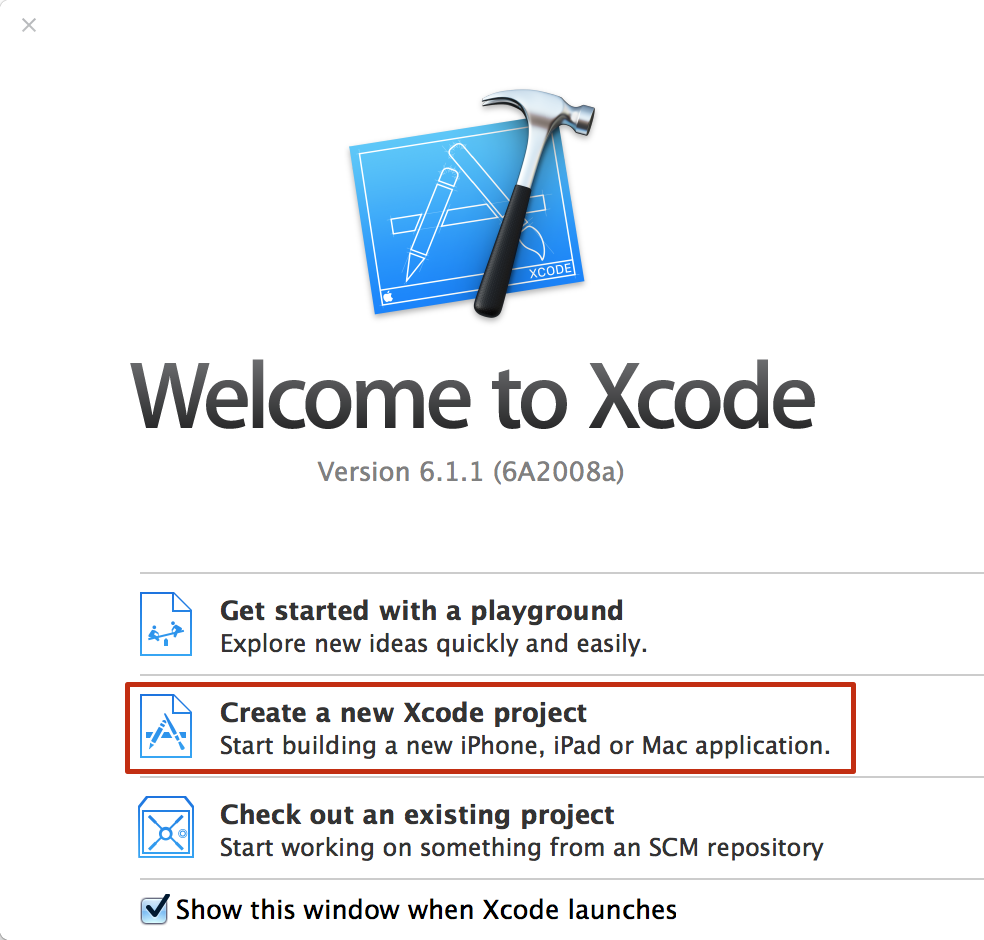 XCODE
Welcome to Xcode
Version 6.1.1 (6A2008a)
Get started with a playground
Explore new ideas quickly and easily.
Create a new Xcode project
Start building a new iPhone, iPad or Mac application.
Check out an existing project
Start working on something from an SCM repository
Show this window when Xcode launches